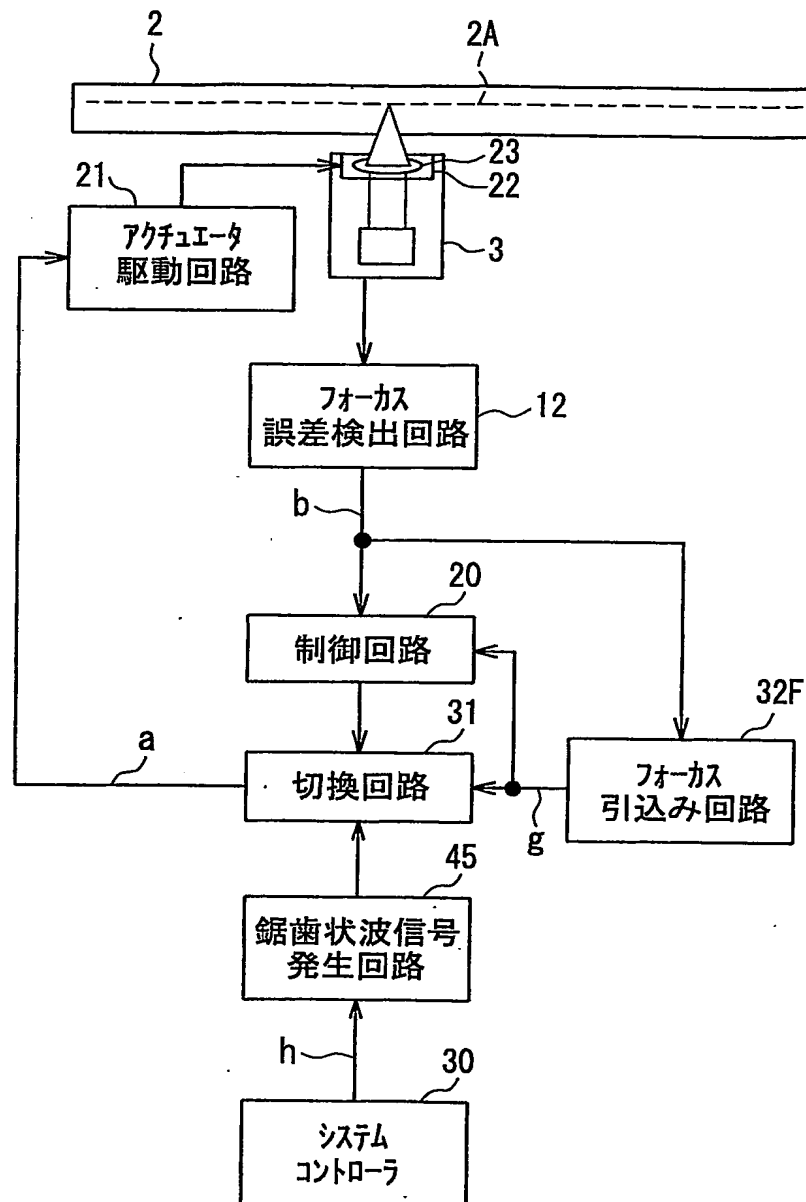 2
2A
23
22
21
アクチュエータ
駆動回路
3
フォーカス
誤差検出回路
12
b
20
制御回路
32F
31
a
切換回路
フォーカス
引込み回路
g
45
鋸歯状波信号
発生回路
h
30
システム
コントローラ